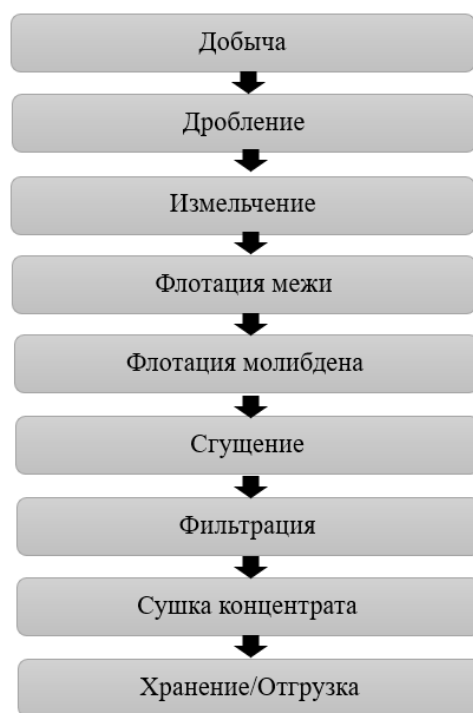 Добыча
Дробление
Измельчение
Флотация межи
Флотация молибдена
Сгущение
Фильтрация
Сушка концентрата
Хранение/Отгрузка